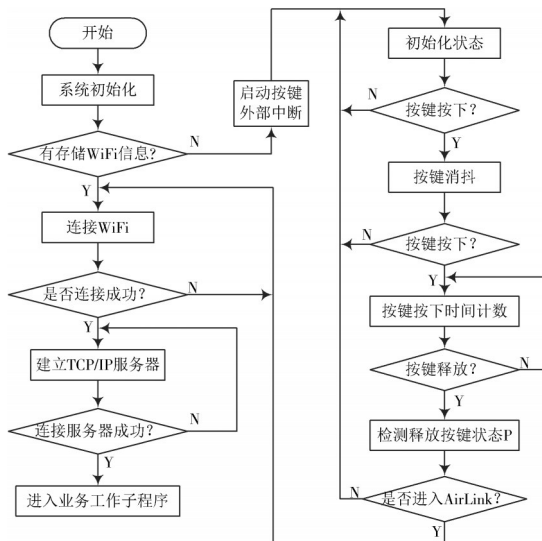 开始
系统初始化
有存储WiFi信息?
N
Y
启动按键
外部中断
连接WiFi
是否连接成功?
N
Y
建立TCP/IP服务器
连接服务器成功?
N
Y
进入业务工作子程序
初始化状态
按键按下?
N
Y
按键消抖
按键按下?
N
Y
按键按下时间计数
按键释放?
N
Y
检测释放按键状态P
是否进入AirLink?
N
Y